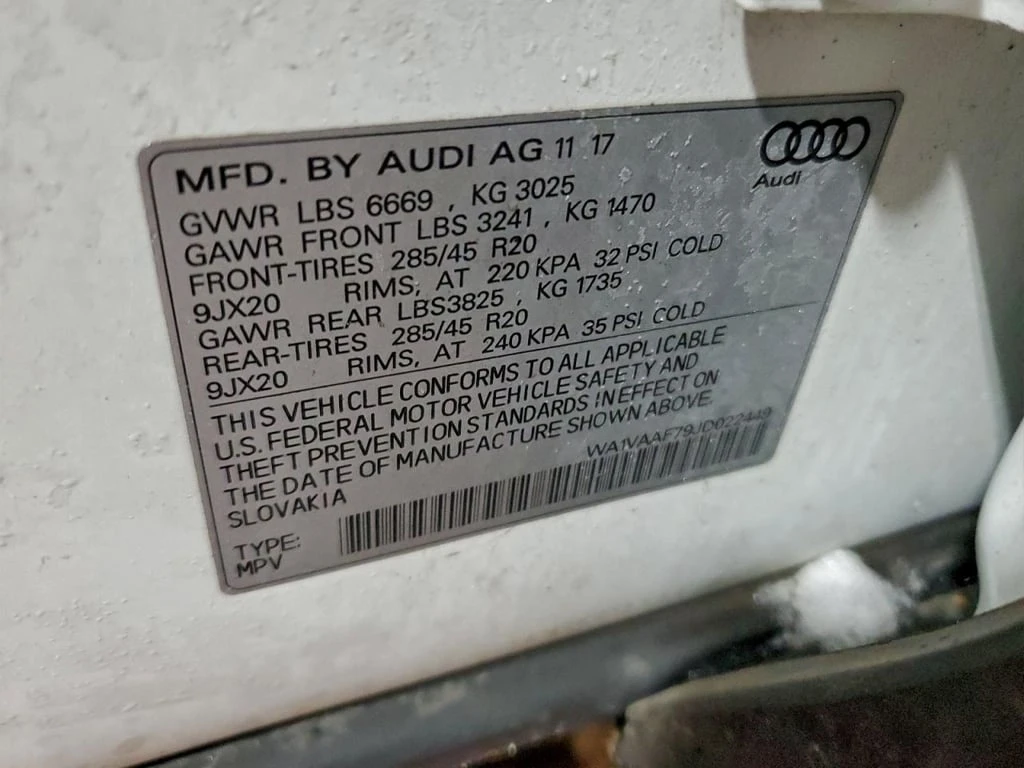 MFD. BY AUDI AG 11 17
Audi
GVWR LBS 6669 , KG 3025
GAWR FRONT LBS 3241 , KG 1470
FRONT-TIRES 285/45 R20
9JX20 RIMS, AT 220 KPA 32 PSI COLD
GAWR REAR LBS3825 , KG 1735
REAR-TIRES 285/45 R20
9JX20 RIMS, AT 240 KPA 35 PSI COLD
THIS VEHICLE CONFORMS TO ALL APPLICABLE
U.S. FEDERAL MOTOR VEHICLE SAFETY AND
THEFT PREVENTION STANDARDS IN EFFECT ON
THE DATE OF MANUFACTURE SHOWN ABOVE.
SLOVAKIA
WA1VAAF79JD022449
TYPE:
MPV